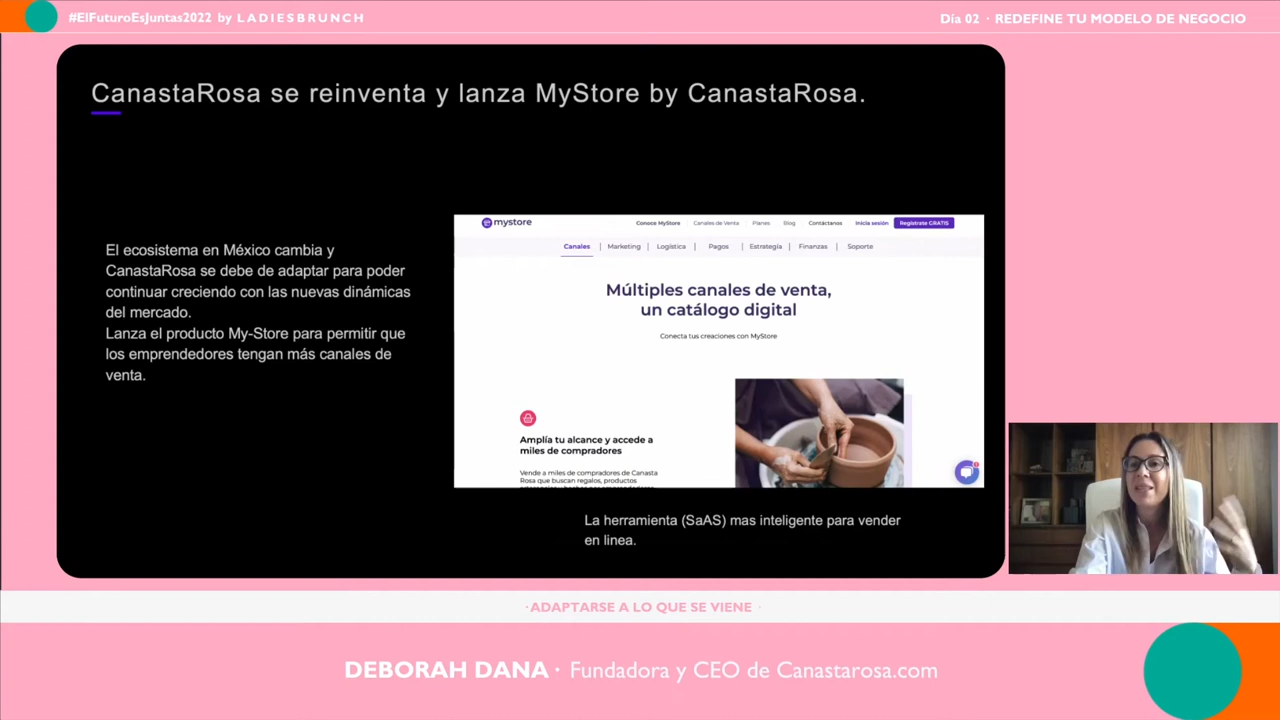 #ElFuturoEsJuntas2022 by LADIESBRUNCH
Día 02 · REDEFINE TU MODELO DE NEGOCIO
CanastaRosa se reinventa y lanza MyStore by CanastaRosa.
El ecosistema en México cambia y
CanastaRosa se debe de adaptar para poder
continuar creciendo con las nuevas dinámicas
del mercado.
Lanza el producto My-Store para permitir que
los emprendedores tengan más canales de
venta.
mystore
Conoce MyStore Canales de Venta Planes Blog Contáctanos Inicia sesión Regístrate GRATIS
Canales | Marketing | Logística | Pagos | Estrategia | Finanzas | Soporte
Múltiples canales de venta,
un catálogo digital
Conecta tus creaciones con MyStore
Amplía tu alcance y accede a
miles de compradores
Vende a miles de compradores de Canasta
Rosa que buscan regalos, productos
La herramienta (SaAS) mas inteligente para vender
en linea.
· ADAPTARSE A LO QUE SE VIENE ·
DEBORAH DANA · Fundadora y CEO de Canastarosa.com